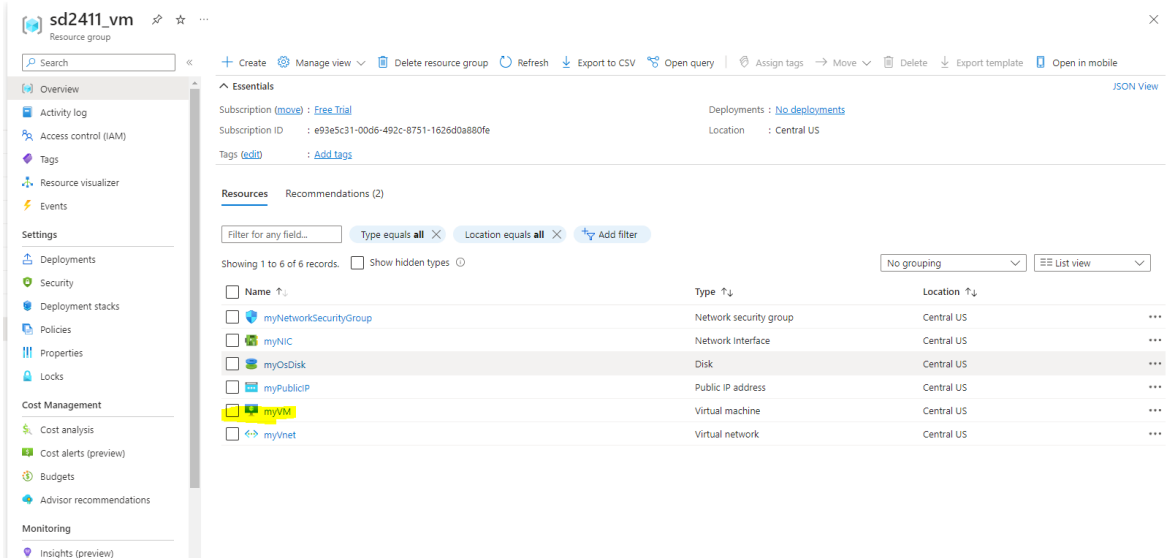 sd2411_vm
Resource group
Search
Create Manage view Delete resource group Refresh Export to CSV Open query Assign tags Move Delete Export template Open in mobile
Overview
Activity log
Access control (IAM)
Tags
Resource visualizer
Events
Settings
Deployments
Security
Deployment stacks
Policies
Properties
Locks
Cost Management
Cost analysis
Cost alerts (preview)
Budgets
Advisor recommendations
Monitoring
Insights (preview)
Essentials JSON View
Subscription (move) : Free Trial Deployments : No deployments
Subscription ID : e93e5c31-00d6-492c-8751-1626d0a880fe Location : Central US
Tags (edit) : Add tags
Resources Recommendations (2)
Filter for any field... Type equals all Location equals all Add filter
Showing 1 to 6 of 6 records. Show hidden types No grouping List view
Name Type Location
myNetworkSecurityGroup Network security group Central US
myNIC Network Interface Central US
myOsDisk Disk Central US
myPublicIP Public IP address Central US
myVM Virtual machine Central US
myVnet Virtual network Central US